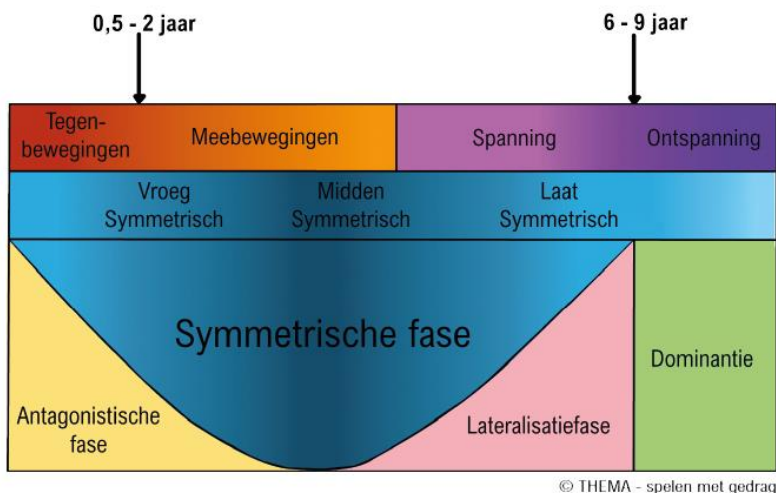 0,5 - 2 jaar
6 - 9 jaar
Tegen-
bewegingen
Meebewegingen
Spanning
Ontspanning
Vroeg
Symmetrisch
Midden
Symmetrisch
Laat
Symmetrisch
Symmetrische fase
Antagonistische
fase
Lateralisatiefase
Dominantie
© THEMA - spelen met gedrag